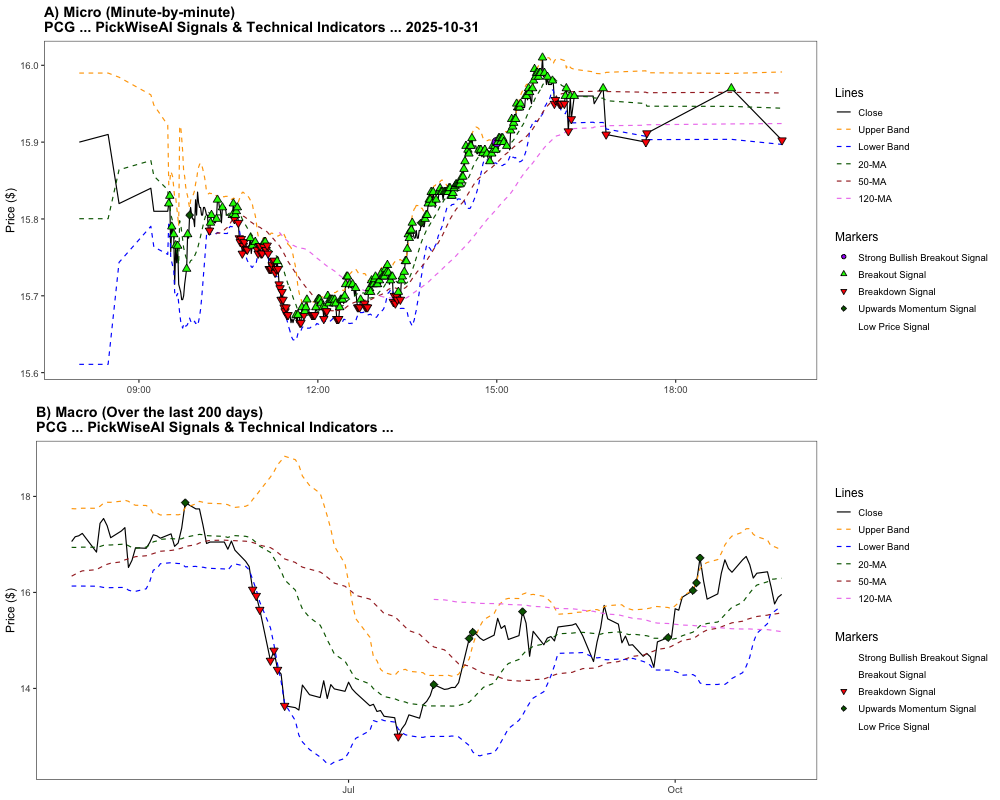 A) Micro (Minute-by-minute)
PCG ... PickWiseAI Signals & Technical Indicators ... 2025-10-31
Price ($)
16.0
15.9
15.8
15.7
15.6
09:00
12:00
15:00
18:00
Lines
Close
Upper Band
Lower Band
20-MA
50-MA
120-MA
Markers
Strong Bullish Breakout Signal
Breakout Signal
Breakdown Signal
Upwards Momentum Signal
Low Price Signal
B) Macro (Over the last 200 days)
PCG ... PickWiseAI Signals & Technical Indicators ...
Price ($)
18
16
14
Jul
Oct
Lines
Close
Upper Band
Lower Band
20-MA
50-MA
120-MA
Markers
Strong Bullish Breakout Signal
Breakout Signal
Breakdown Signal
Upwards Momentum Signal
Low Price Signal